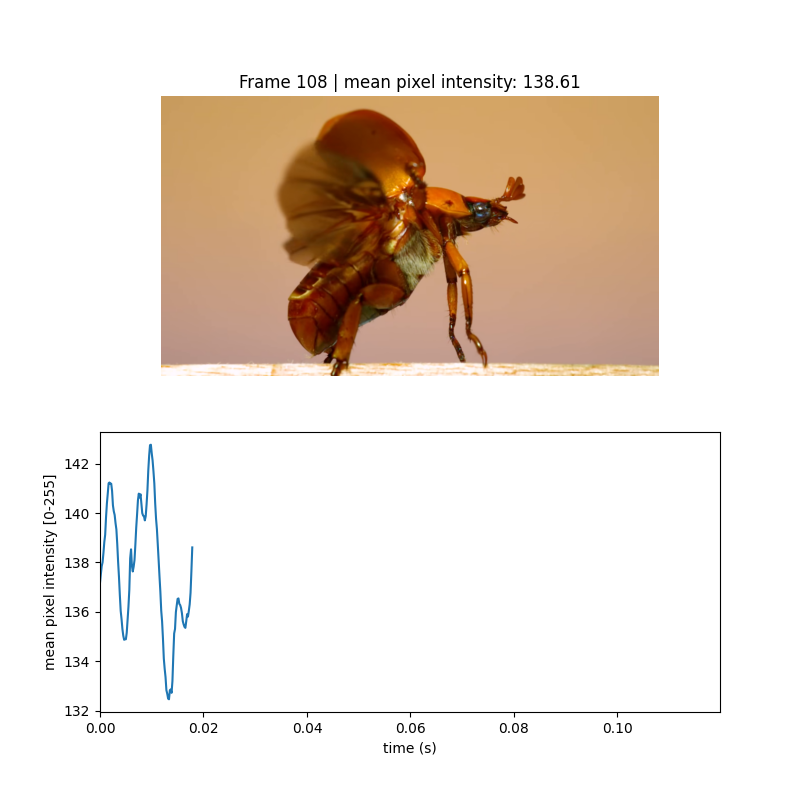 Frame 108 | mean pixel intensity: 138.61
142
140
138
136
134
132
mean pixel intensity [0-255]
0.00 0.02 0.04 0.06 0.08 0.10
time (s)